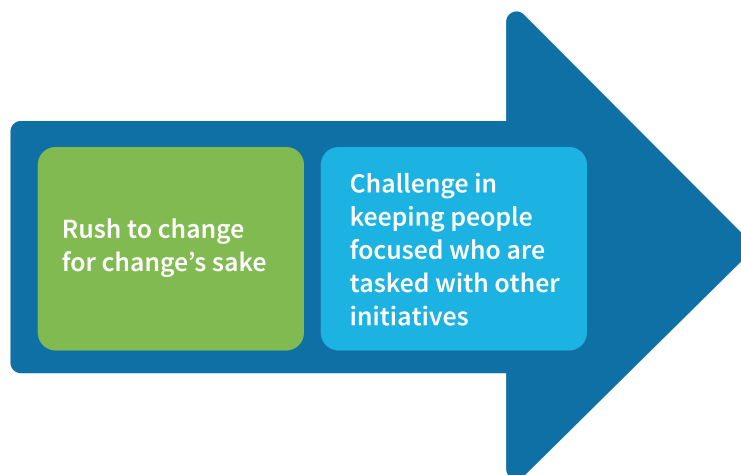 Rush to change
for change’s sake
Challenge in
keeping people
focused who are
tasked with other
initiatives